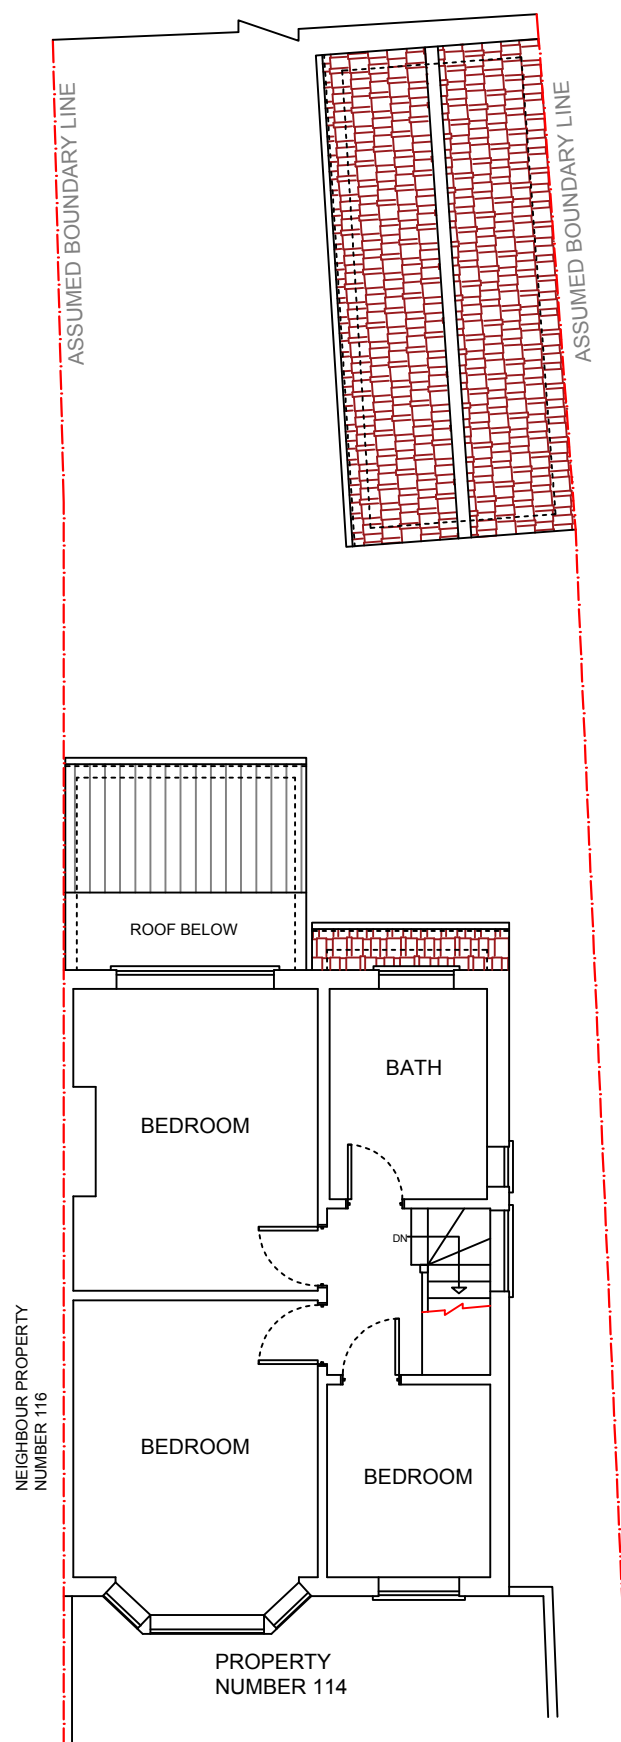 ASSUMED BOUNDARY LINE
ASSUMED BOUNDARY LINE
ROOF BELOW
BATH
BEDROOM
DN
NEIGHBOUR PROPERTY
NUMBER 116
BEDROOM
BEDROOM
PROPERTY
NUMBER 114